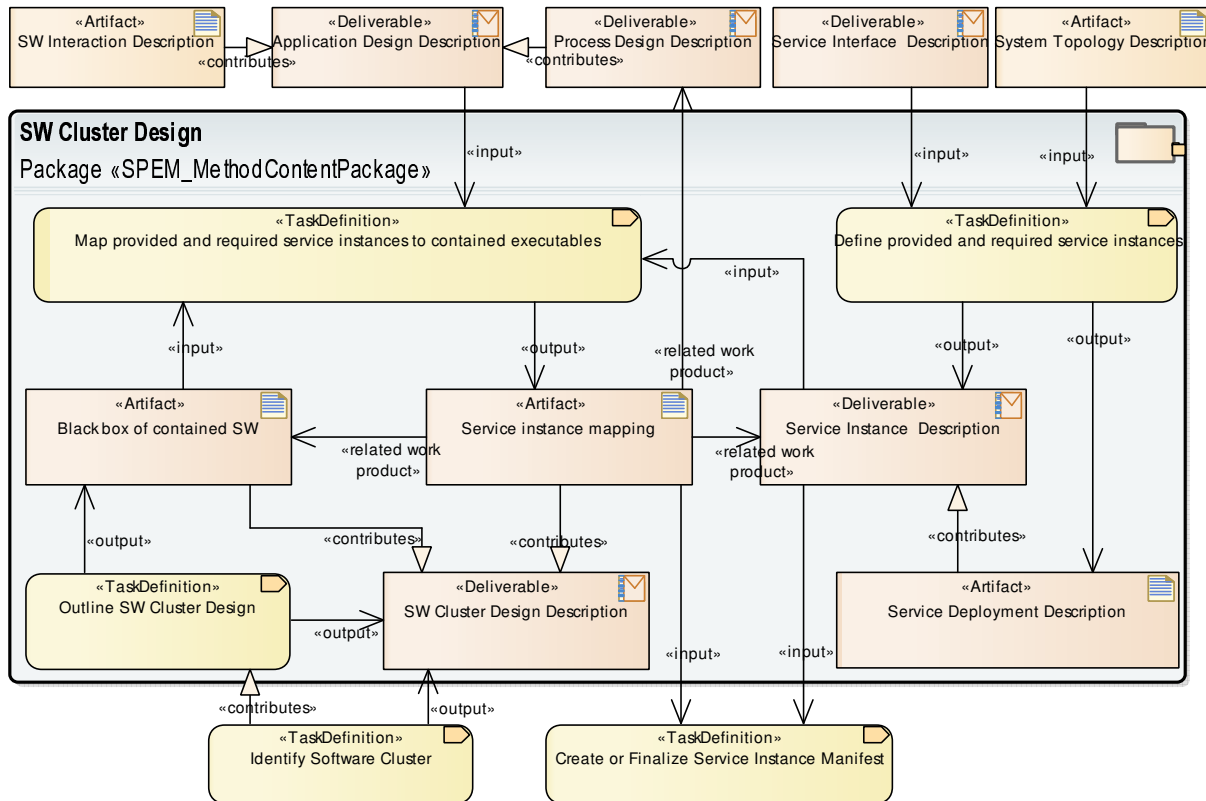 «Artifact»
SW Interaction Description
«contributes»
«Deliverable»
Application Design Description
«contributes»
«Deliverable»
Process Design Description
«Deliverable»
Service Interface  Description
«Artifact»
System Topology Description
SW Cluster Design
Package «SPEM_MethodContentPackage»
«input»
«input»
«input»
«TaskDefinition»
Map provided and required service instances to contained executables
«TaskDefinition»
Define provided and required service instances
«input»
«input»
«output»
«related work
product»
«output»
«output»
«Artifact»
Blackbox of contained SW
«Artifact»
Service instance mapping
«Deliverable»
Service Instance  Description
«related work
product»
«related work
product»
«output»
«contributes»
«contributes»
«contributes»
«TaskDefinition»
Outline SW Cluster Design
«output»
«Deliverable»
SW Cluster Design Description
«Artifact»
Service Deployment Description
«input»
«input»
«contributes»
«output»
«TaskDefinition»
Identify Software Cluster
«TaskDefinition»
Create or Finalize Service Instance Manifest